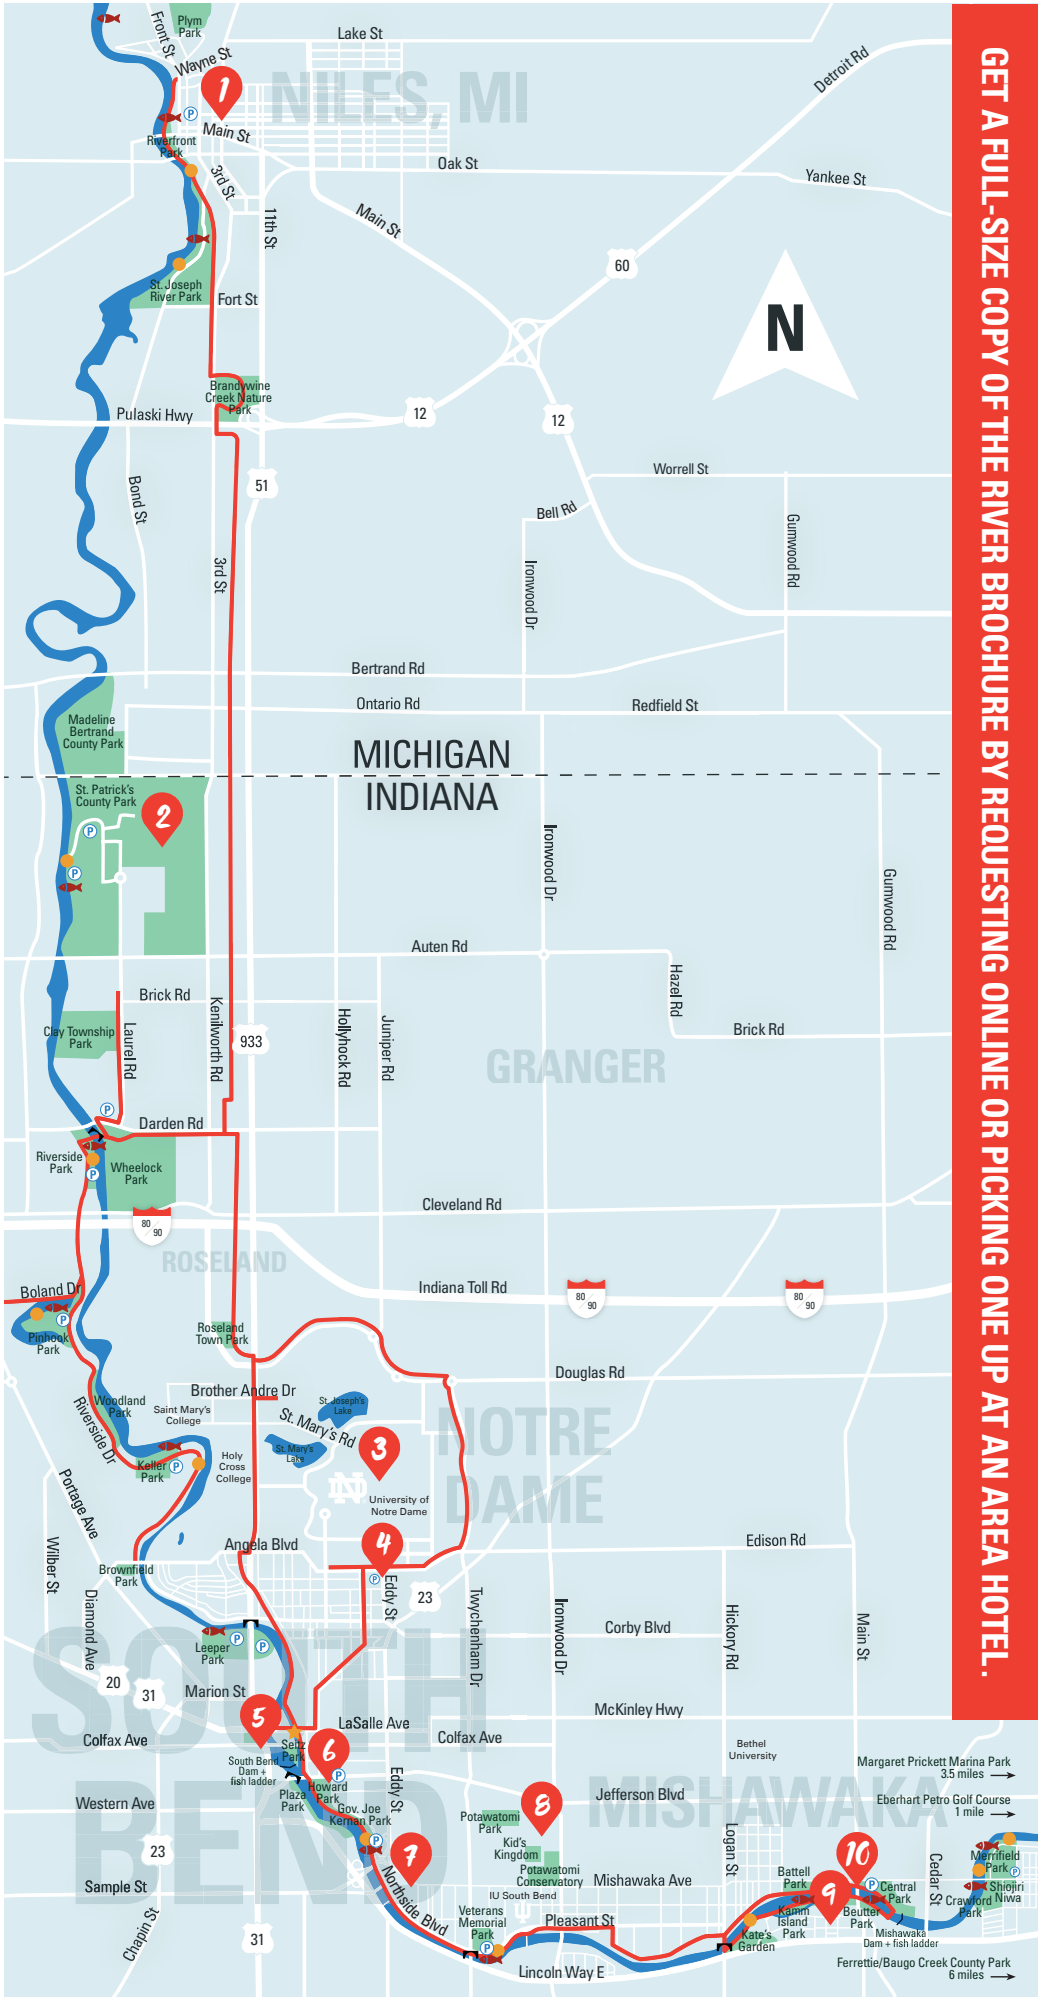 Front St
Plym
Park
Lake St
Wayne St
Detroit Rd
NILES, MI
1
P
Main St
Riverfront
Park
3rd St
Oak St
Yankee St
11th St
Main St
60
St. Joseph
River Park
Fort St
N
Brandywine
Creek Nature
Park
Pulaski Hwy
12
12
Worrell St
51
Bond St
Bell Rd
Gumwood Rd
3rd St
Ironwood Dr
Bertrand Rd
Ontario Rd
Redfield St
Madeline
Bertrand
County Park
MICHIGAN
INDIANA
St. Patrick's
County Park
2
P
P
Ironwood Dr
Gumwood Rd
Auten Rd
Hazel Rd
Brick Rd
Clay Township
Park
Laurel Rd
Kenilworth Rd
933
Hollyhock Rd
Juniper Rd
Brick Rd
GRANGER
P
Darden Rd
Riverside
Park
P
Wheelock
Park
Cleveland Rd
80
90
ROSELAND
Boland Dr
Indiana Toll Rd
80
90
80
90
P
Pinhook
Park
Roseland
Town Park
Douglas Rd
Brother Andre Dr
Riverside Dr
Woodland
Park
Saint Mary's
College
St. Joseph's
Lake
St. Mary's Rd
St. Mary's
Lake
NOTRE
DAME
3
Holy
Cross
College
Keller
Park
P
Portage Ave
N
University of
Notre Dame
4
Angela Blvd
Edison Rd
Wilber St
Brownfield
Park
P
Eddy St
23
Diamond Ave
Twyckenham Dr
Ironwood Dr
Hickory Rd
Main St
Corby Blvd
Leeper
Park
P
P
SOUTH
BEND
20
31
Marion St
McKinley Hwy
5
LaSalle Ave
Colfax Ave
Colfax Ave
Seitz
Park
6
Bethel
University
South Bend
Dam +
fish ladder
Howard
Park
P
Plaza
Park
Eddy St
Margaret Prickett Marina Park
3.5 miles
Jefferson Blvd
MISHAWAKA
Eberhart Petro Golf Course
1 mile
Western Ave
Gov. Joe
Kernan Park
P
8
Potawatomi
Park
Kid's
Kingdom
Potawatomi
Conservatory
23
7
Logan St
10
Battell
Park
Cedar St
Merrifield
Park
P
Mishawaka Ave
Sample St
IU South Bend
P
Central
Park
Shiojiri
Niwa
Crawford
Park
9
Northside Blvd
Veterans
Memorial
Park
P
Pleasant St
Kamm
Island
Park
Beutter
Park
Kate's
Garden
Mishawaka
Dam + fish ladder
Chapin St
31
Lincoln Way E
Ferrettie/Baugo Creek County Park
6 miles
GET A FULL-SIZE COPY OF THE RIVER BROCHURE BY REQUESTING ONLINE OR PICKING ONE UP AT AN AREA HOTEL.